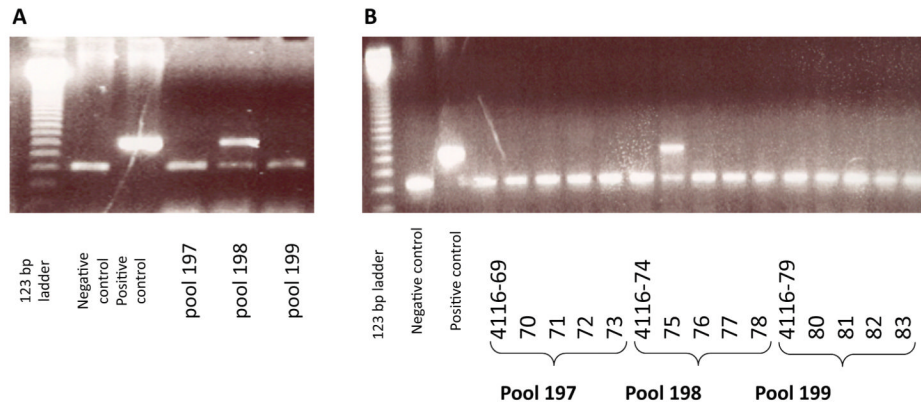 A
B
123 bp
ladder
Negative
control
Positive
control
pool 197
pool 198
pool 199
123 bp ladder
Negative control
Positive control
4116-69
70
71
72
73
4116-74
75
76
77
78
4116-79
80
81
82
83
Pool 197
Pool 198
Pool 199